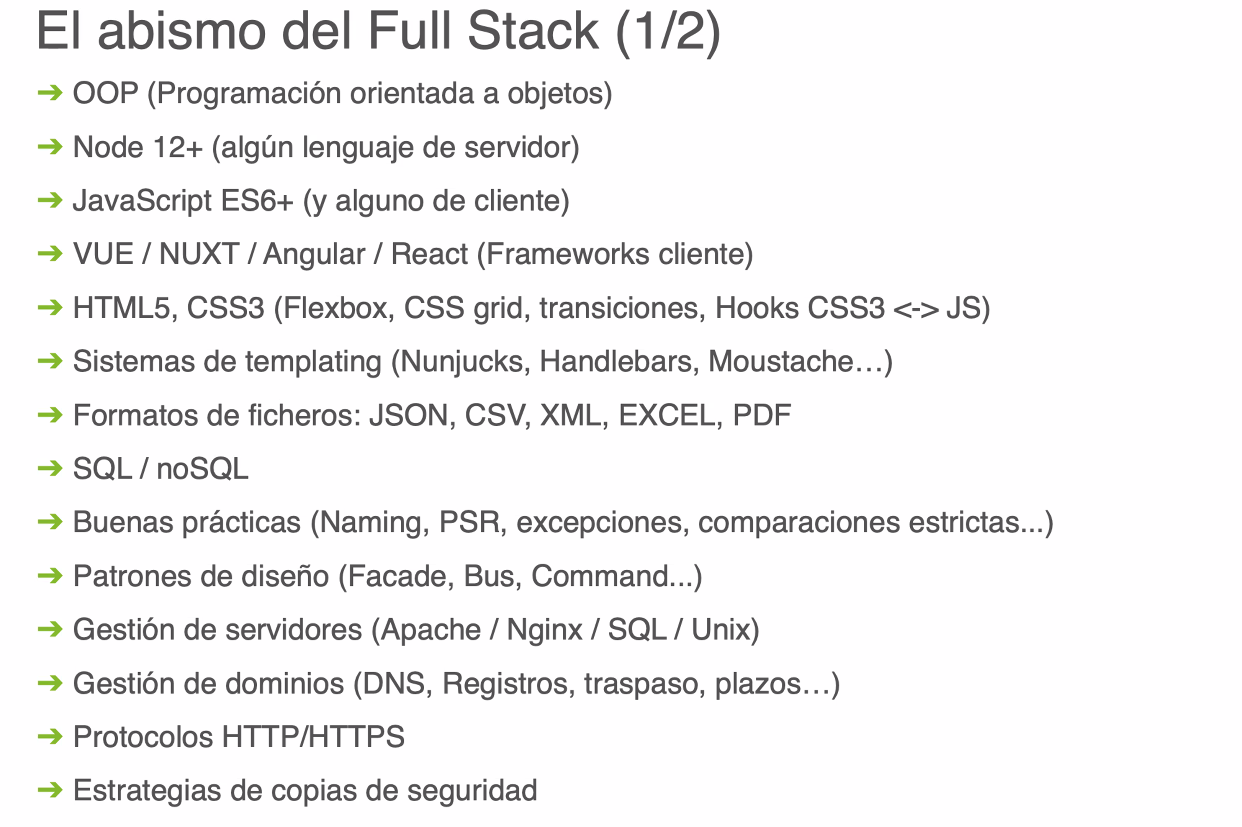 El abismo del Full Stack (1/2)
➔ OOP (Programación orientada a objetos)
➔ Node 12+ (algún lenguaje de servidor)
➔ JavaScript ES6+ (y alguno de cliente)
➔ VUE / NUXT / Angular / React (Frameworks cliente)
➔ HTML5, CSS3 (Flexbox, CSS grid, transiciones, Hooks CSS3 <-> JS)
➔ Sistemas de templating (Nunjucks, Handlebars, Moustache…)
➔ Formatos de ficheros: JSON, CSV, XML, EXCEL, PDF
➔ SQL / noSQL
➔ Buenas prácticas (Naming, PSR, excepciones, comparaciones estrictas...)
➔ Patrones de diseño (Facade, Bus, Command...)
➔ Gestión de servidores (Apache / Nginx / SQL / Unix)
➔ Gestión de dominios (DNS, Registros, traspaso, plazos…)
➔ Protocolos HTTP/HTTPS
➔ Estrategias de copias de seguridad